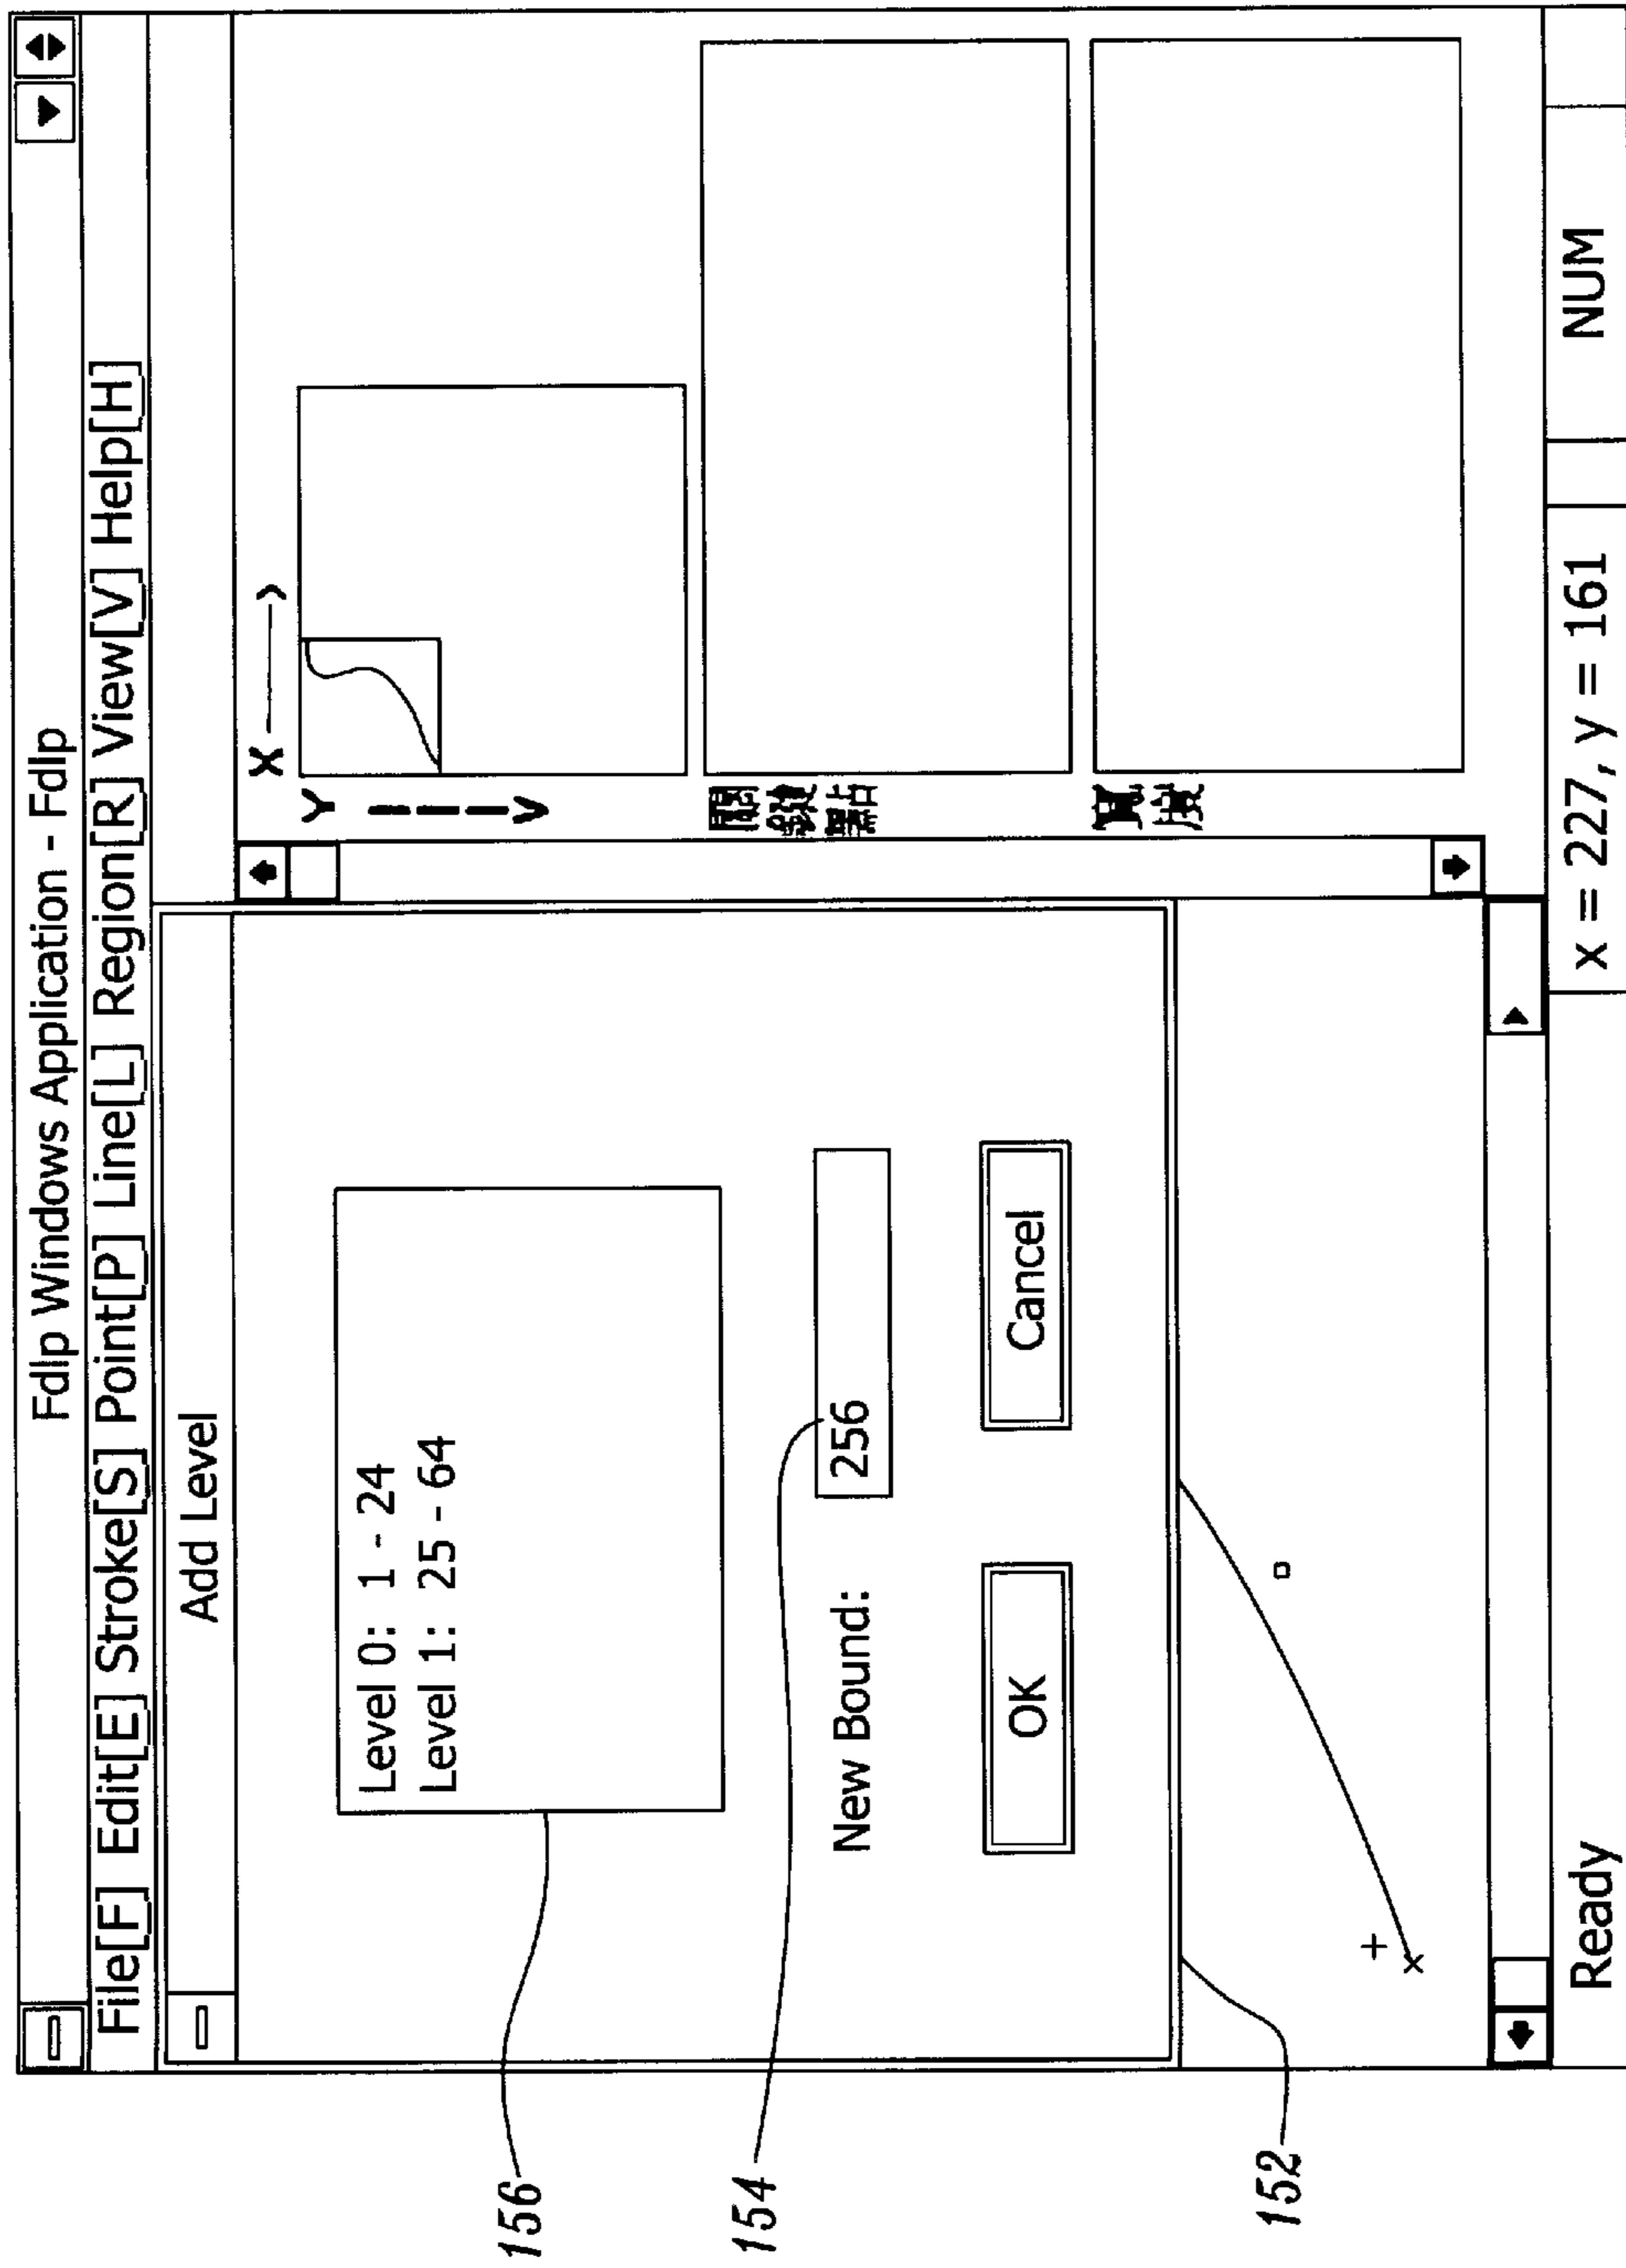 Fdlp Windows Application - Fdlp
File[F] Edit[E] Stroke[S] Point[P] Line[L] Region[R] View[V] Help[H]
Add Level
Level 0: 1 - 24
Level 1: 25 - 64
New Bound: 256
OK Cancel
X
Y
Ready x = 227, y = 161 NUM
156
154
152